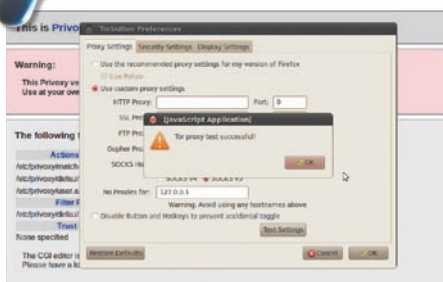 This is Privo
Torbutton Preferences
Proxy Settings Security Settings Display Settings
Warning:
This Privoxy ve
Use at your own
Use the recommended proxy settings for my version of Firefox
Use Polipo
Use custom proxy settings
HTTP Proxy: Port: 0
SSL Pro
FTP Pro
Gopher Pro
SOCKS Ho
[JavaScript Application]
Tor proxy test successful!
OK
SOCKS v4 SOCKS v5
No Proxies for: 127.0.0.1
Warning: Avoid using any hostnames above
Disable Button and Hotkeys to prevent accidental toggle
Test Settings
Restore Defaults Cancel OK
The following
Actions
/etc/privoxy/match
/etc/privoxy/defaul
/etc/privoxy/user.a
Filter F
/etc/privoxy/defaul
Trust
None specified
The CGI editor i
Please have a lo